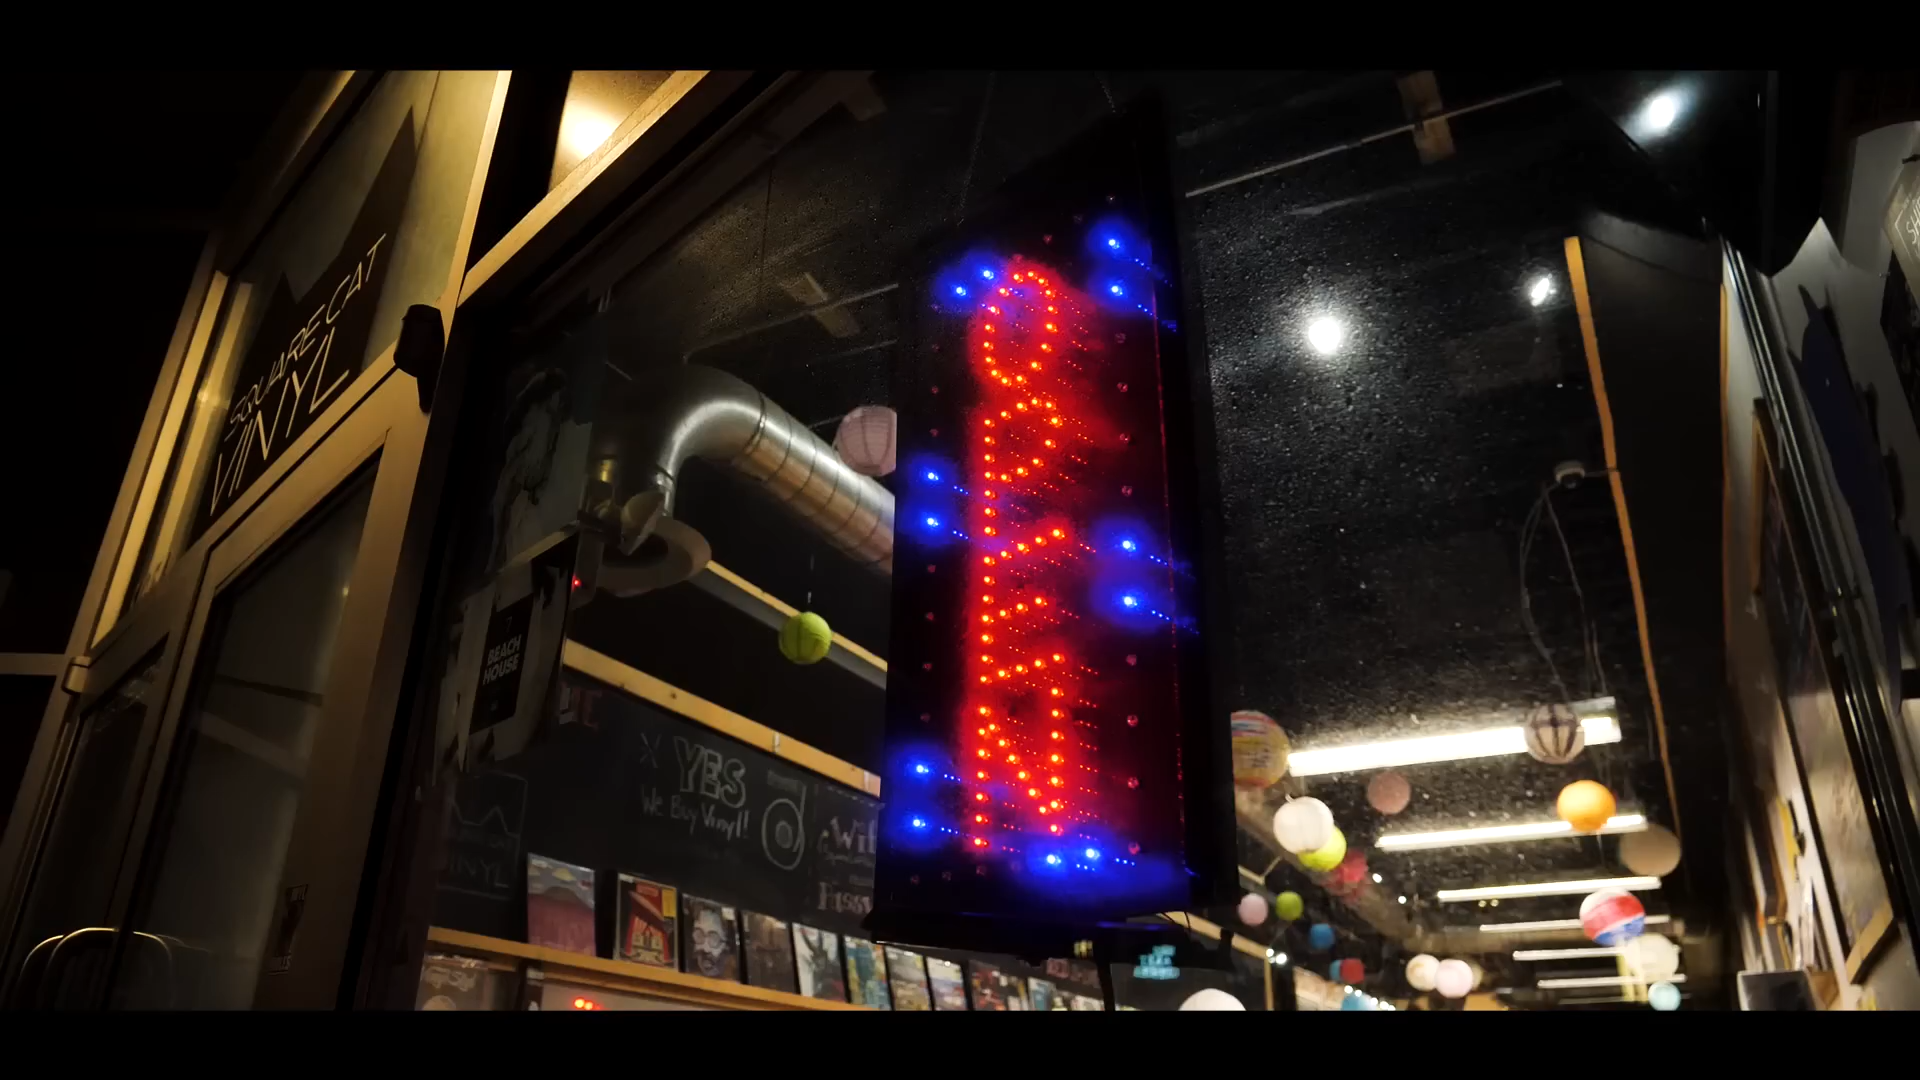 SQUARE CAT
VINYL
OPEN
BEACH
HOUSE
YES
We Buy Vinyl!